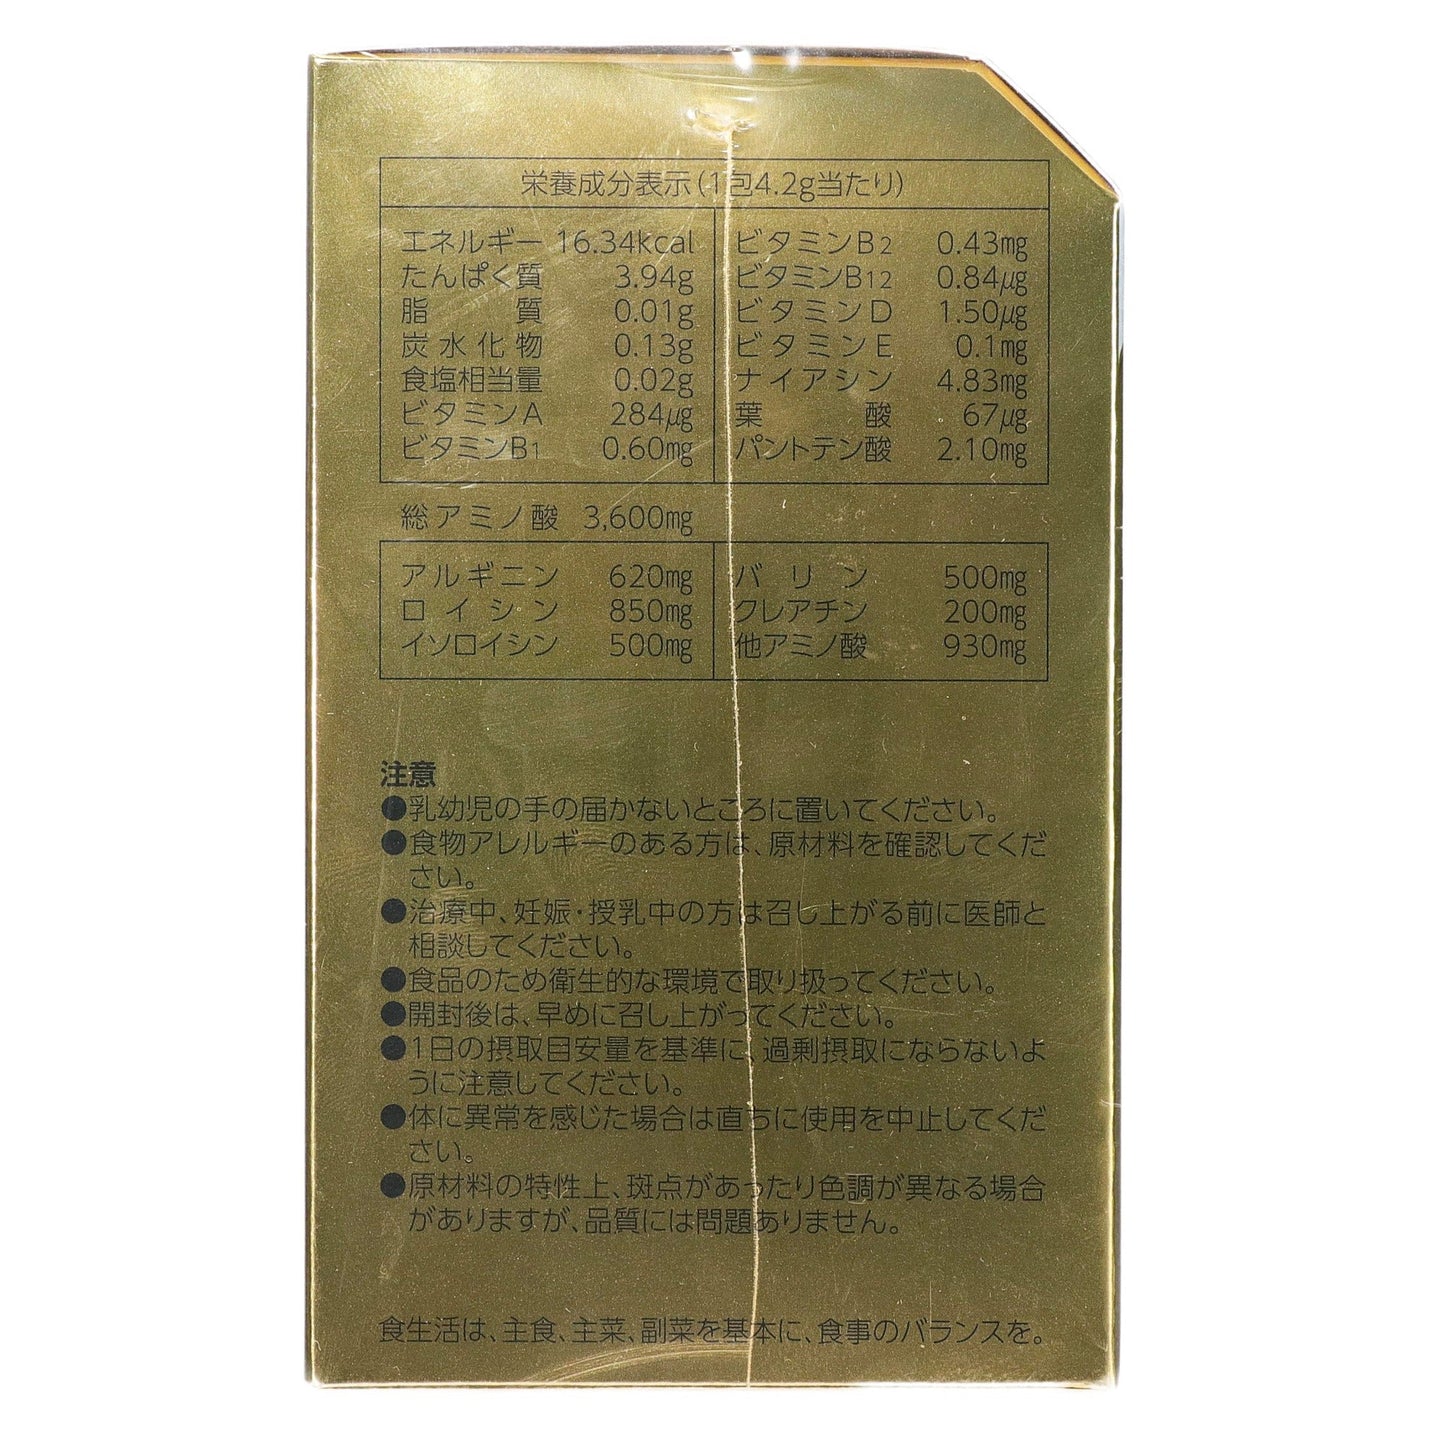 栄養成分表示(1包4.2g当たり)
エネルギー 16.34kcal
たんぱく質 3.94g
脂質 0.01g
炭水化物 0.13g
食塩相当量 0.02g
ビタミンA 284μg
ビタミンB1 0.60mg
ビタミンB2 0.43mg
ビタミンB12 0.84μg
ビタミンD 1.50μg
ビタミンE 0.1mg
ナイアシン 4.83mg
葉酸 67μg
パントテン酸 2.10mg
総アミノ酸 3,600mg
アルギニン 620mg
ロイシン 850mg
イソロイシン 500mg
バリン 500mg
クレアチン 200mg
他アミノ酸 930mg
注意
●乳幼児の手の届かないところに置いてください。
●食物アレルギーのある方は、原材料を確認してくだ
さい。
●治療中、妊娠・授乳中の方は召し上がる前に医師と
相談してください。
●食品のため衛生的な環境で取り扱ってください。
●開封後は、早めに召し上がってください。
●1日の摂取目安量を基準に、過剰摂取にならないよ
うに注意してください。
●体に異常を感じた場合は直ちに使用を中止してくだ
さい。
●原材料の特性上、斑点があったり色調が異なる場合
がありますが、品質には問題ありません。
食生活は、主食、主菜、副菜を基本に、食事のバランスを。